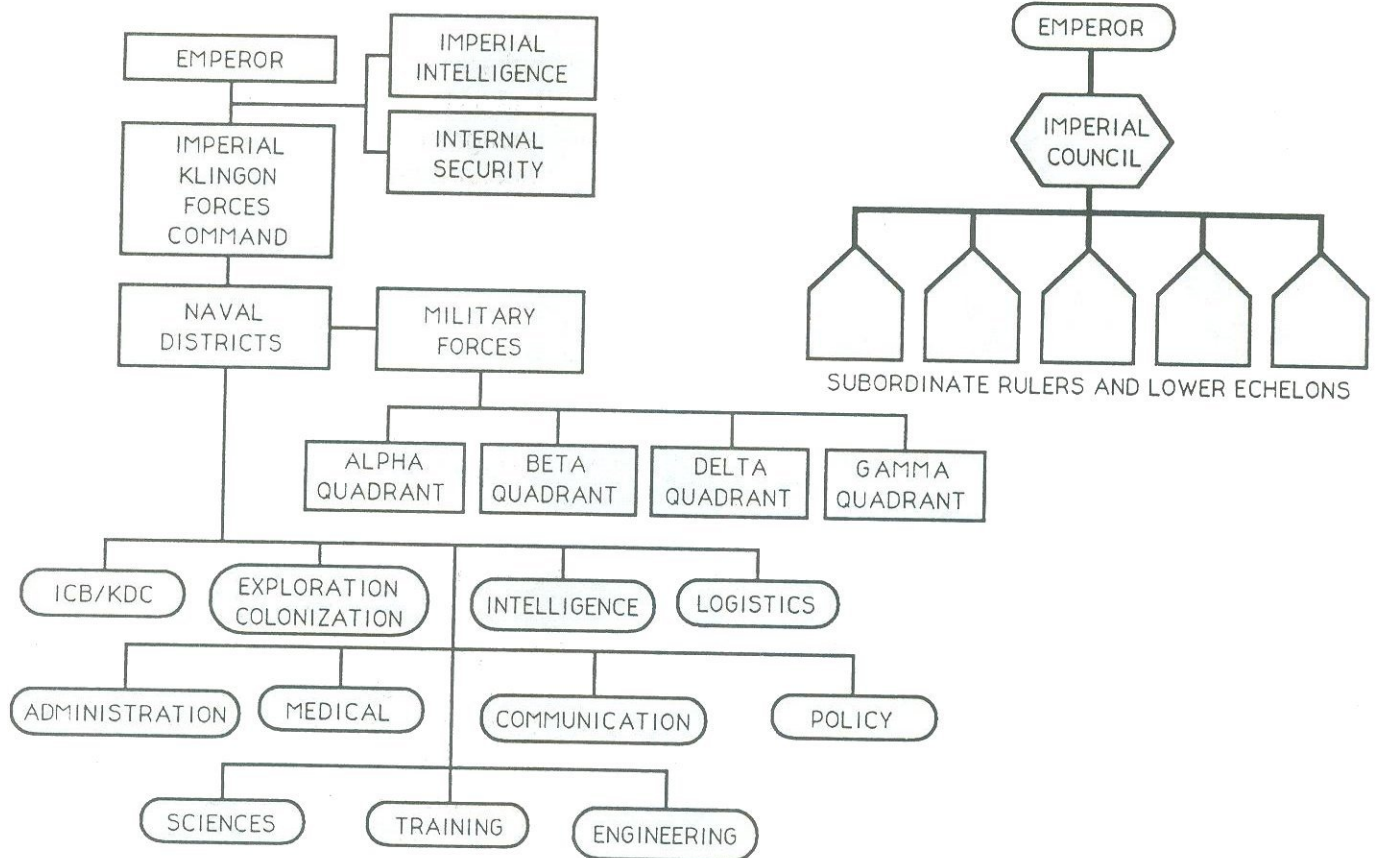 EMPEROR
IMPERIAL
INTELLIGENCE
INTERNAL
SECURITY
IMPERIAL
KLINGON
FORCES
COMMAND
NAVAL
DISTRICTS
MILITARY
FORCES
ALPHA
QUADRANT
BETA
QUADRANT
DELTA
QUADRANT
GAMMA
QUADRANT
ICB/KDC
EXPLORATION
COLONIZATION
INTELLIGENCE
LOGISTICS
ADMINISTRATION
MEDICAL
COMMUNICATION
POLICY
SCIENCES
TRAINING
ENGINEERING
EMPEROR
IMPERIAL
COUNCIL
SUBORDINATE RULERS AND LOWER ECHELONS